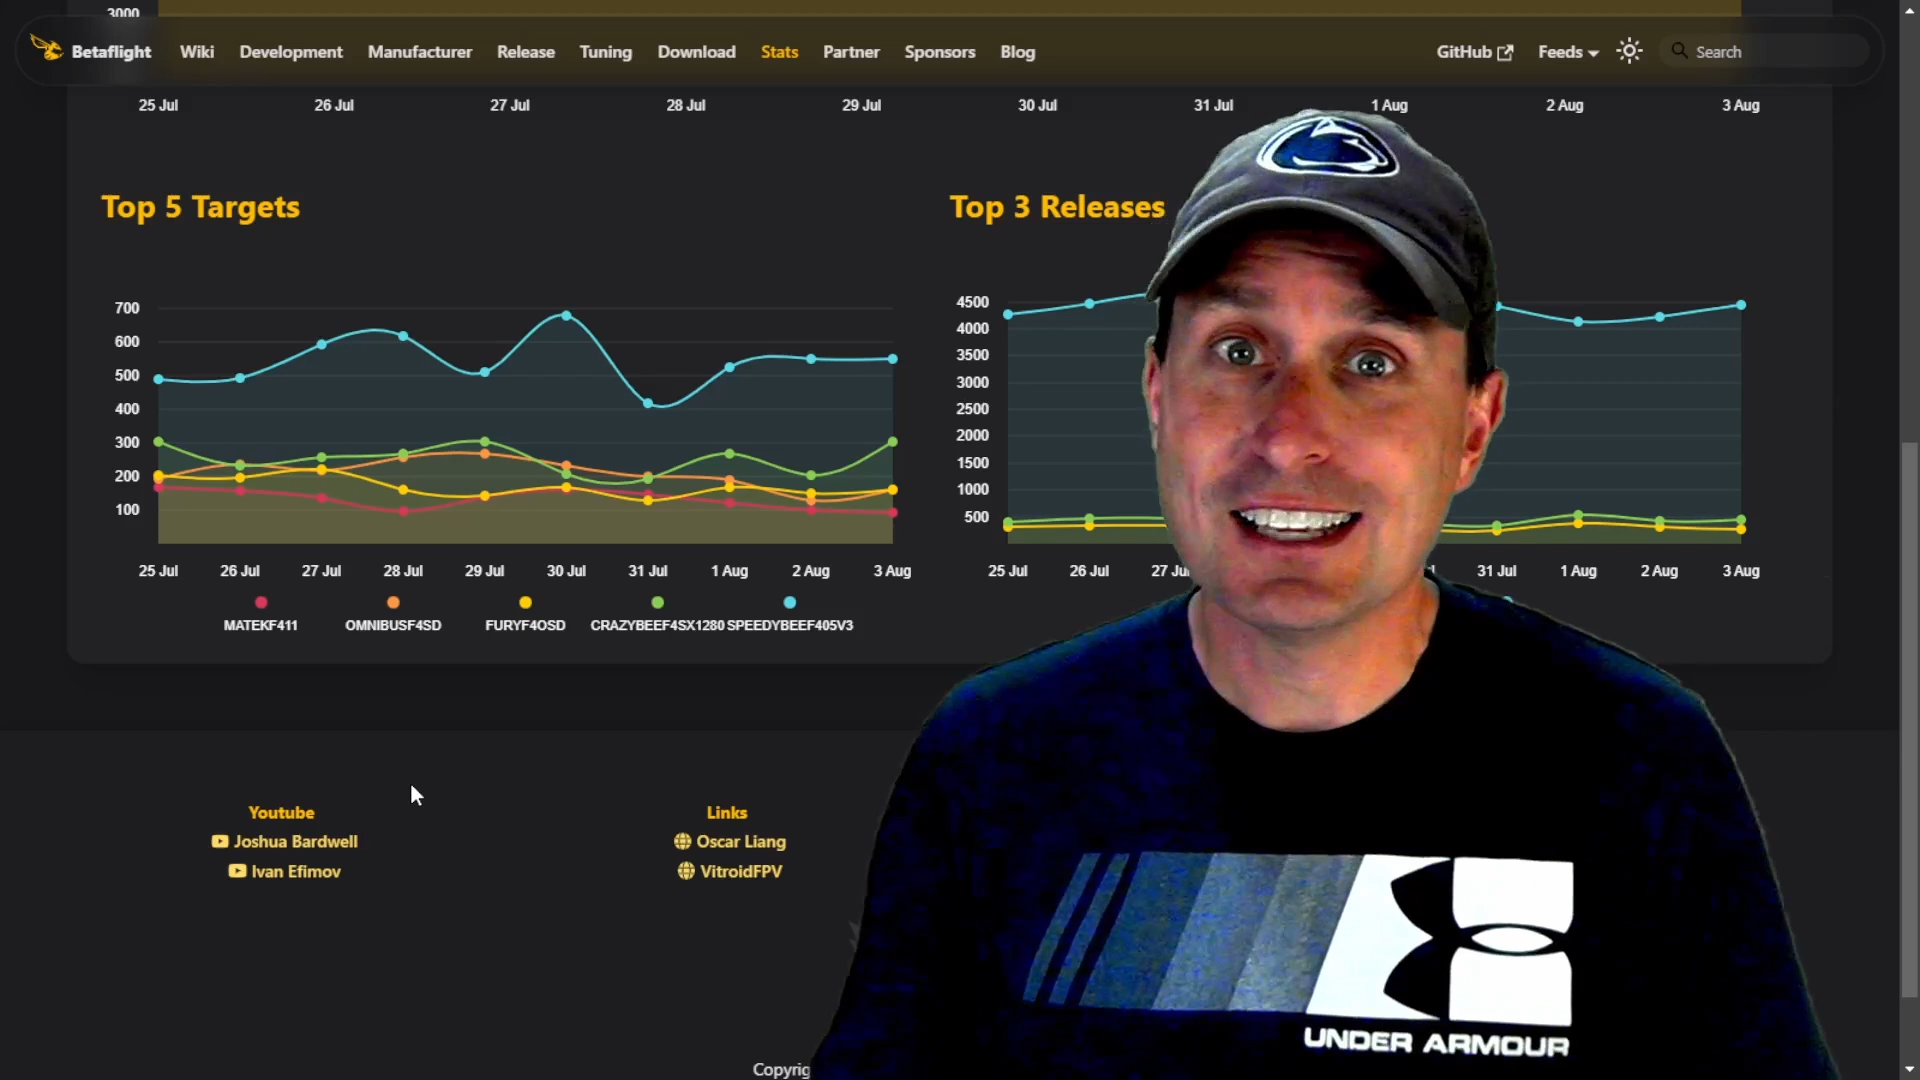 3000
Betaflight Wiki Development Manufacturer Release Tuning Download Stats Partner Sponsors Blog GitHub Feeds Search
25 Jul 26 Jul 27 Jul 28 Jul 29 Jul 30 Jul 31 Jul 1 Aug 2 Aug 3 Aug
Top 5 Targets
700
600
500
400
300
200
100
25 Jul 26 Jul 27 Jul 28 Jul 29 Jul 30 Jul 31 Jul 1 Aug 2 Aug 3 Aug
MATEKF411 OMNIBUSF4SD FURYF4OSD CRAZYBEEF4SX1280 SPEEDYBEEF405V3
Top 3 Releases
4500
4000
3500
3000
2500
2000
1500
1000
500
25 Jul 26 Jul 27 Ju 31 Jul 1 Aug 2 Aug 3 Aug
Youtube
Joshua Bardwell
Ivan Efimov
Links
Oscar Liang
VitroidFPV
Copyrig
UNDER ARMOUR